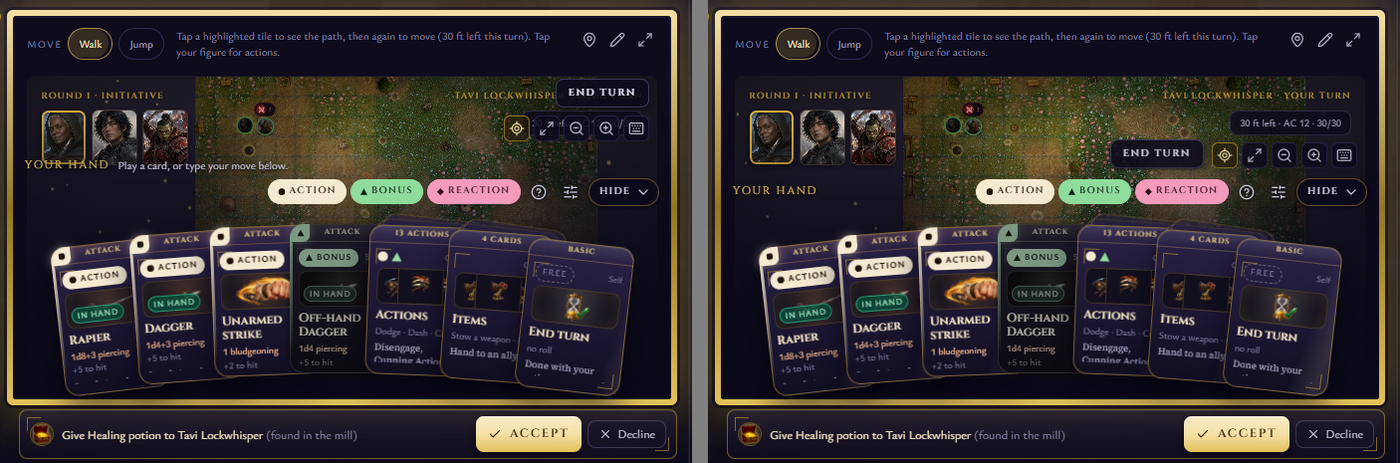 MOVE Walk Jump
Tap a highlighted tile to see the path, then again to move (30 ft left this turn). Tap
your figure for actions.
ROUND 1 · INITIATIVE
TAVI LOCKWHISPE
END TURN
YOUR HAND Play a card, or type your move below.
ACTION BONUS REACTION HIDE
ATTACK
ACTION
IN HAND
RAPIER
1d8+3 piercing
+5 to hit
ATTACK
ACTION
IN HAND
DAGGER
1d4+3 piercing
+5 to hit
ATTACK
ACTION
UNARMED
STRIKE
1 bludgeoning
+2 to hit
ATTACK
BONUS
IN HAND
OFF-HAND
DAGGER
1d4 piercing
+5 to hit
13 ACTIONS
ACTIONS
Dodge · Dash · C
Disengage,
Cunning Actio
4 CARDS
ITEMS
Stow a weapon ·
Hand to an ally
BASIC
FREE
Self
END TURN
no roll
Done with your
Give Healing potion to Tavi Lockwhisper (found in the mill)
ACCEPT Decline
MOVE Walk Jump
Tap a highlighted tile to see the path, then again to move (30 ft left this turn). Tap
your figure for actions.
ROUND 1 · INITIATIVE
TAVI LOCKWHISPER · YOUR TURN
30 ft left · AC 12 · 30/30
END TURN
YOUR HAND
ACTION BONUS REACTION HIDE
ATTACK
ACTION
IN HAND
RAPIER
1d8+3 piercing
+5 to hit
ATTACK
ACTION
IN HAND
DAGGER
1d4+3 piercing
+5 to hit
ATTACK
ACTION
UNARMED
STRIKE
1 bludgeoning
+2 to hit
ATTACK
BONUS
IN HAND
OFF-HAND
DAGGER
1d4 piercing
+5 to hit
13 ACTIONS
ACTIONS
Dodge · Dash · C
Disengage,
Cunning Actio
4 CARDS
ITEMS
Stow a weapon ·
Hand to an ally
BASIC
FREE
Self
END TURN
no roll
Done with your
Give Healing potion to Tavi Lockwhisper (found in the mill)
ACCEPT Decline